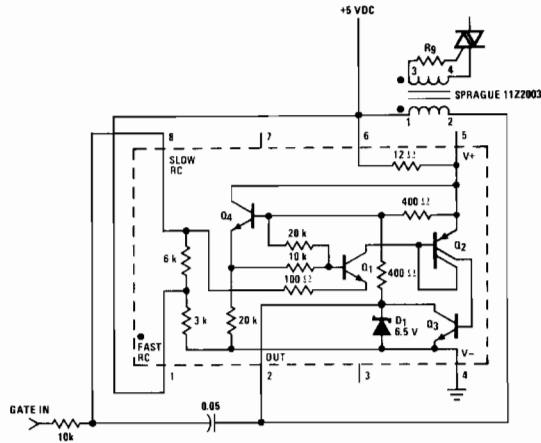 +5 VDC
R9
3
4
SPRAGUE 11Z2003
1
2
8
7
6
5
SLOW
RC
12 Ω
V+
Q4
400 Ω
20 k
Q2
6 k
10 k
Q1
400 Ω
100 Ω
3 k
20 k
D1
6.5 V
Q3
FAST
RC
OUT
V−
1
2
3
4
GATE IN
10k
0.05